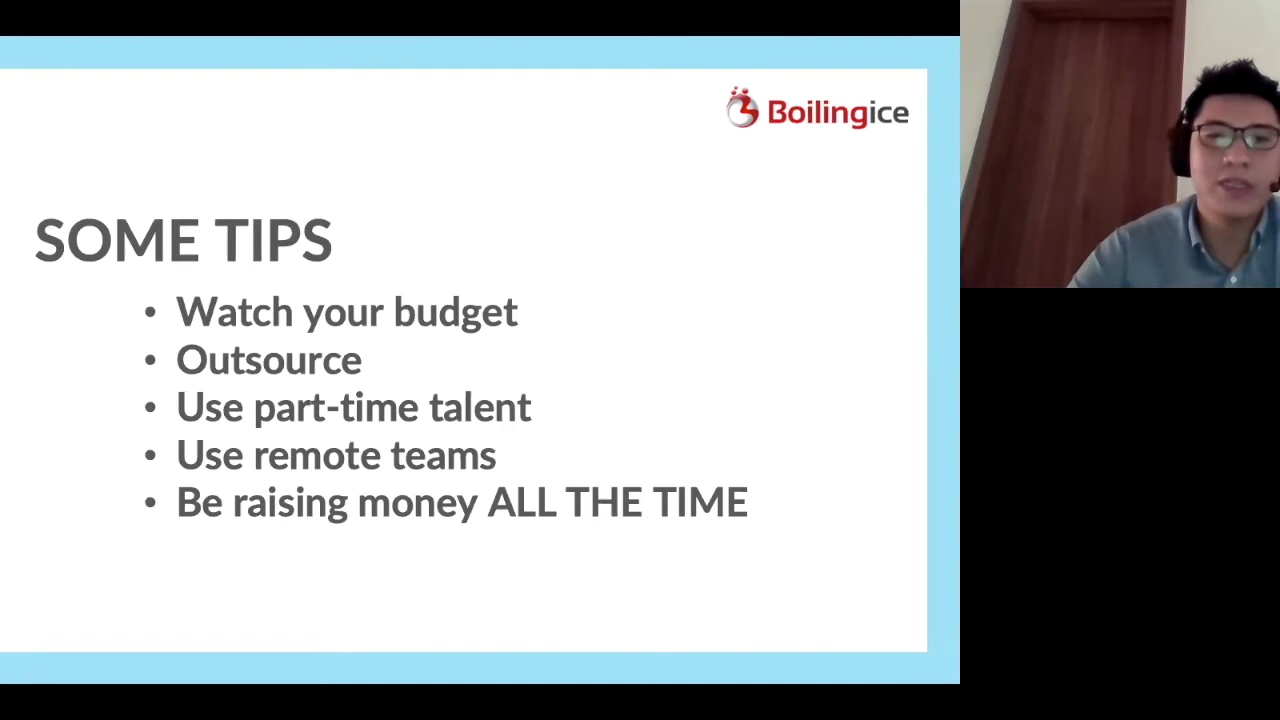 Boilingice
SOME TIPS
• Watch your budget
• Outsource
• Use part-time talent
• Use remote teams
• Be raising money ALL THE TIME